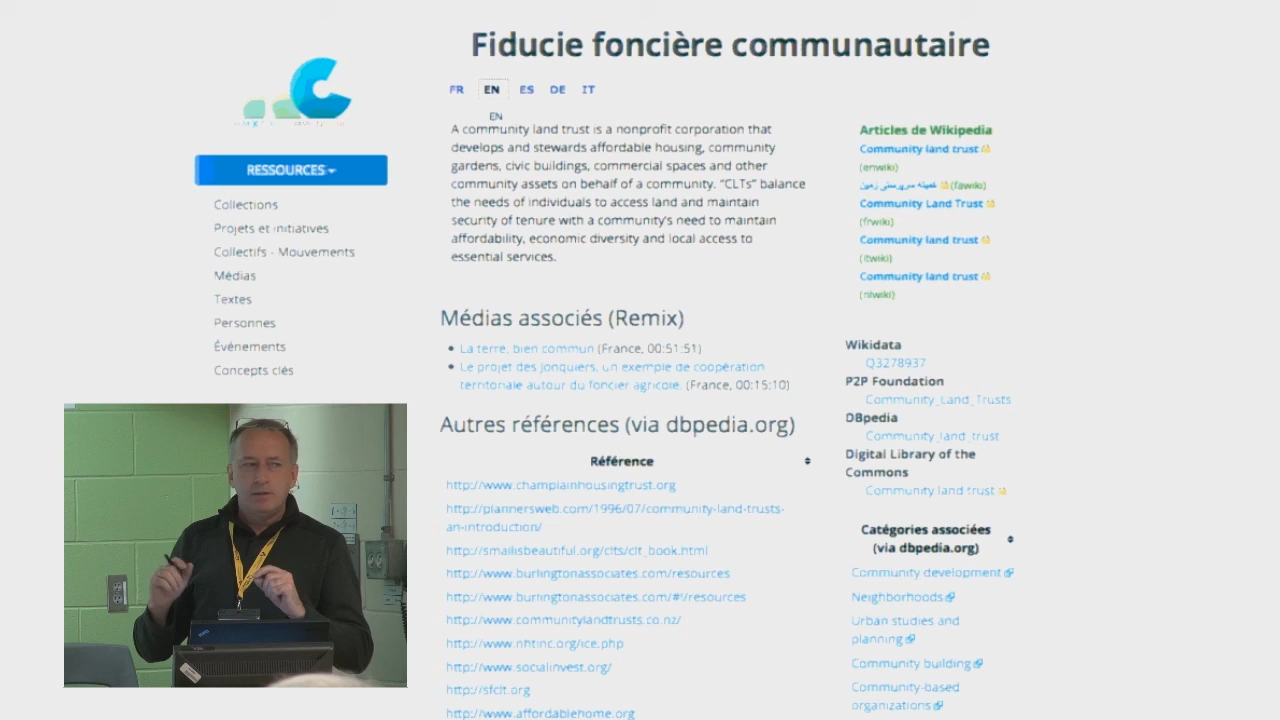 Fiducie foncière communautaire
FR EN ES DE IT
EN
A community land trust is a nonprofit corporation that
develops and stewards affordable housing, community
gardens, civic buildings, commercial spaces and other
community assets on behalf of a community. “CLTs” balance
the needs of individuals to access land and maintain
security of tenure with a community's need to maintain
affordability, economic diversity and local access to
essential services.
RESSOURCES
Collections
Projets et initiatives
Collectifs - Mouvements
Médias
Textes
Personnes
Événements
Concepts clés
Médias associés (Remix)
La terre, bien commun (France, 00:51:51)
Le projet des Jonquiers, un exemple de coopération
territoriale autour du foncier agricole. (France, 00:15:10)
Autres références (via dbpedia.org)
Référence
http://www.champlainhousingtrust.org
http://plannersweb.com/1996/07/community-land-trusts-
an-introduction/
http://smallisbeautiful.org/clts/clt_book.html
http://www.burlingtonassociates.com/resources
http://www.burlingtonassociates.com/#!/resources
http://www.communitylandtrusts.co.nz/
http://www.nhtinc.org/ice.php
http://www.socialinvest.org/
http://sfclt.org
http://www.affordablehome.org
Articles de Wikipedia
Community land trust
(enwiki)
(fawiki)
Community Land Trust
(frwiki)
Community land trust
(itwiki)
Community land trust
(nlwiki)
Wikidata
Q3278937
P2P Foundation
Community_Land_Trusts
DBpedia
Community_land_trust
Digital Library of the
Commons
Community land trust
Catégories associées
(via dbpedia.org)
Community development
Neighborhoods
Urban studies and
planning
Community building
Community-based
organizations